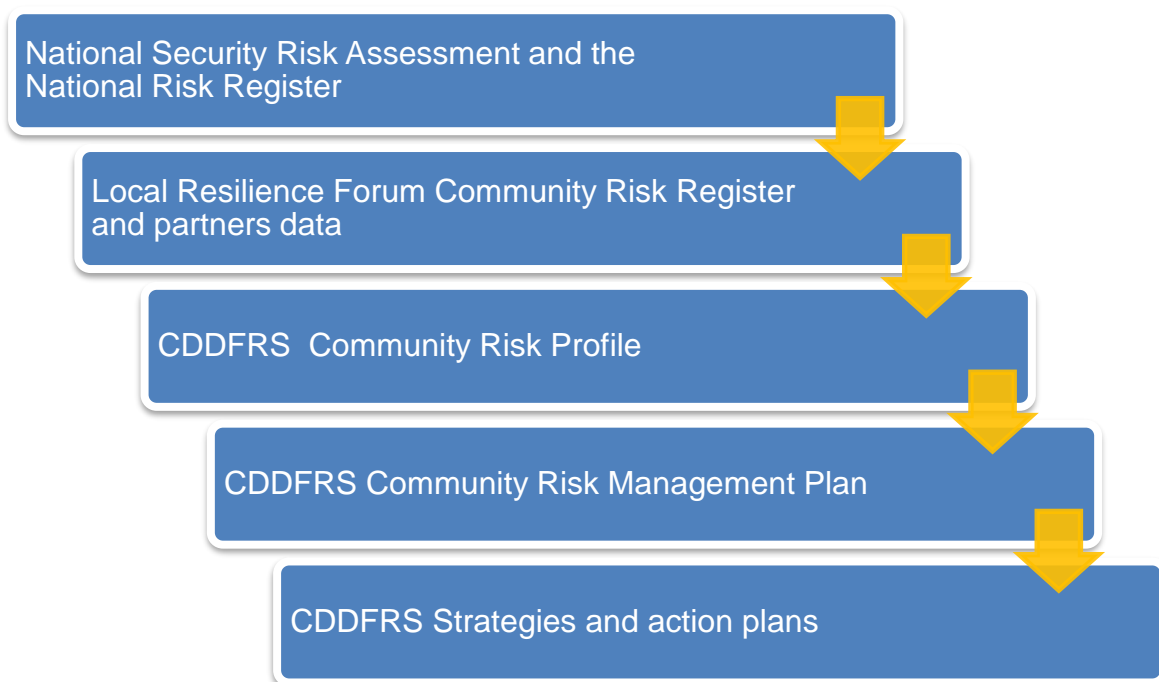 National Security Risk Assessment and the
National Risk Register
Local Resilience Forum Community Risk Register
and partners data
CDDFRS  Community Risk Profile
CDDFRS Community Risk Management Plan
CDDFRS Strategies and action plans